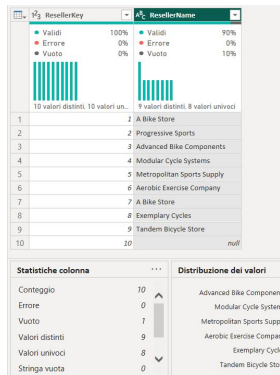 1²3 ResellerKey
AᴮC ResellerName
Validi 100%
Errore 0%
Vuoto 0%
Validi 90%
Errore 0%
Vuoto 10%
10 valori distinti, 10 valori un...
9 valori distinti, 8 valori univoci
1 1 A Bike Store
2 2 Progressive Sports
3 3 Advanced Bike Components
4 4 Modular Cycle Systems
5 5 Metropolitan Sports Supply
6 6 Aerobic Exercise Company
7 7 A Bike Store
8 8 Exemplary Cycles
9 9 Tandem Bicycle Store
10 10 null
Statistiche colonna ...
Conteggio 10
Errore 0
Vuoto 1
Valori distinti 9
Valori univoci 8
Stringa vuota 0
Distribuzione dei valori
Advanced Bike Componen
Modular Cycle System
Metropolitan Sports Supp
Aerobic Exercise Compan
Exemplary Cycle
Tandem Bicycle Sto